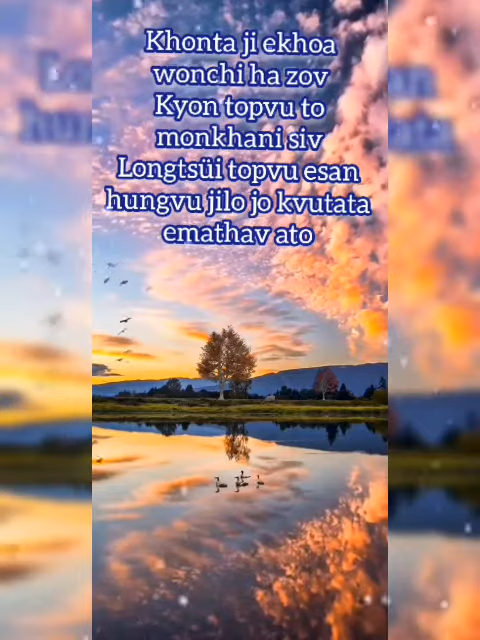 Khonta ji ekhoa
wonchi ha zov
Kyon topvu to
monkhani siv
Longtsüi topvu esan
hungvu jilo jo kvutata
emathav ato